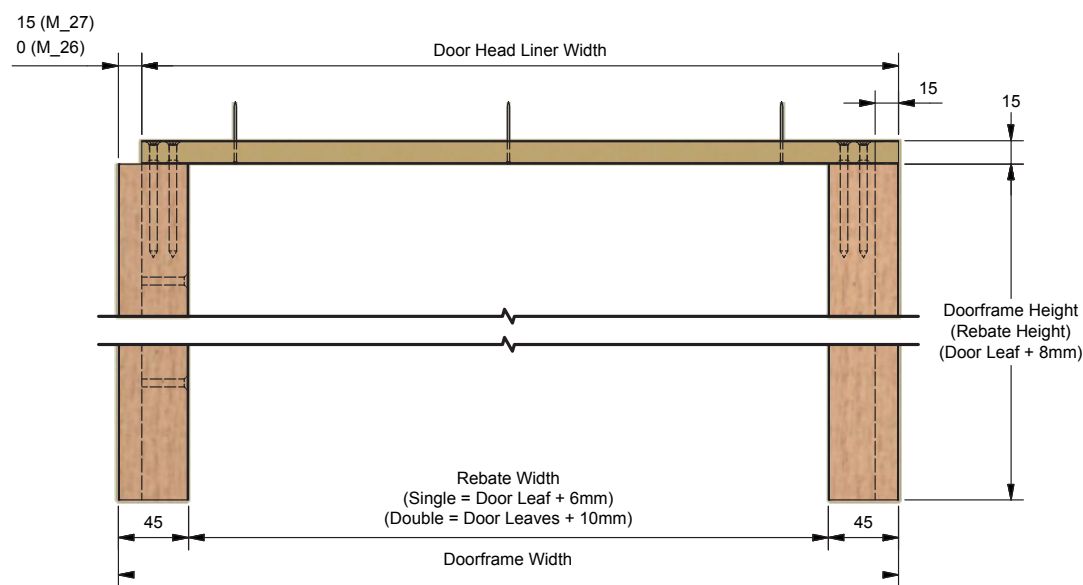 15 (M_27)
0 (M_26)
Door Head Liner Width
15
15
Doorframe Height
(Rebate Height)
(Door Leaf + 8mm)
Rebate Width
(Single = Door Leaf + 6mm)
(Double = Door Leaves + 10mm)
45
45
Doorframe Width